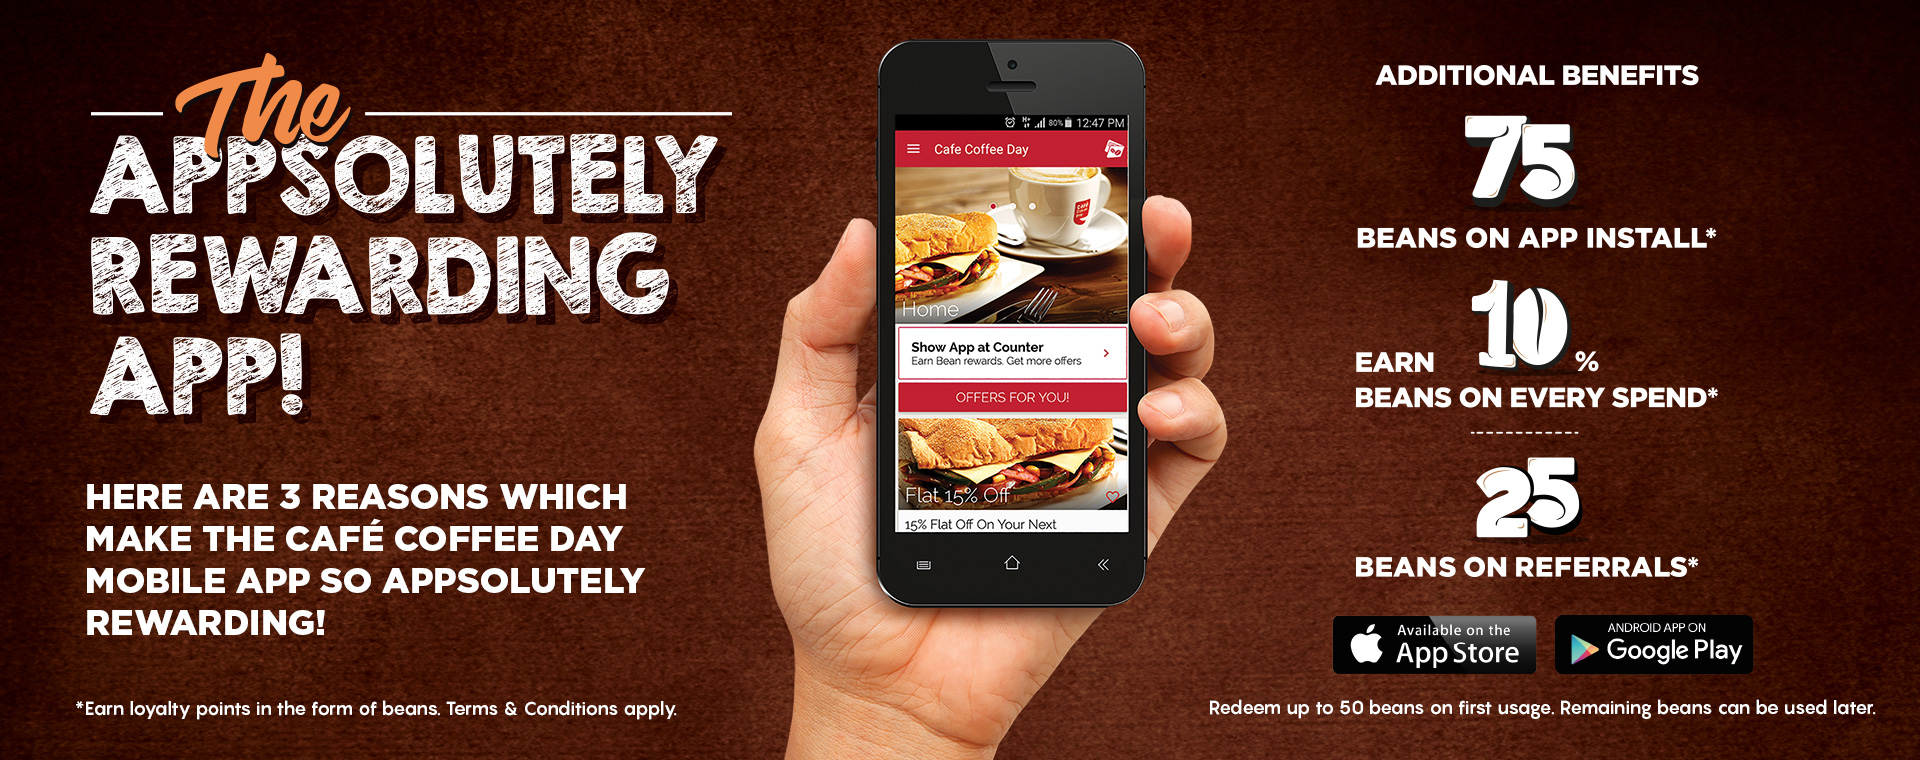 The
APPSOLUTELY
REWARDING
APP!
HERE ARE 3 REASONS WHICH
MAKE THE CAFÉ COFFEE DAY
MOBILE APP SO APPSOLUTELY
REWARDING!
*Earn loyalty points in the form of beans. Terms & Conditions apply.
80% 12:47 PM
Cafe Coffee Day
Home
Show App at Counter
Earn Bean rewards. Get more offers
OFFERS FOR YOU!
Flat 15% Off
15% Flat Off On Your Next
ADDITIONAL BENEFITS
75
BEANS ON APP INSTALL*
EARN 10 %
BEANS ON EVERY SPEND*
25
BEANS ON REFERRALS*
Available on the
App Store
ANDROID APP ON
Google Play
Redeem up to 50 beans on first usage. Remaining beans can be used later.